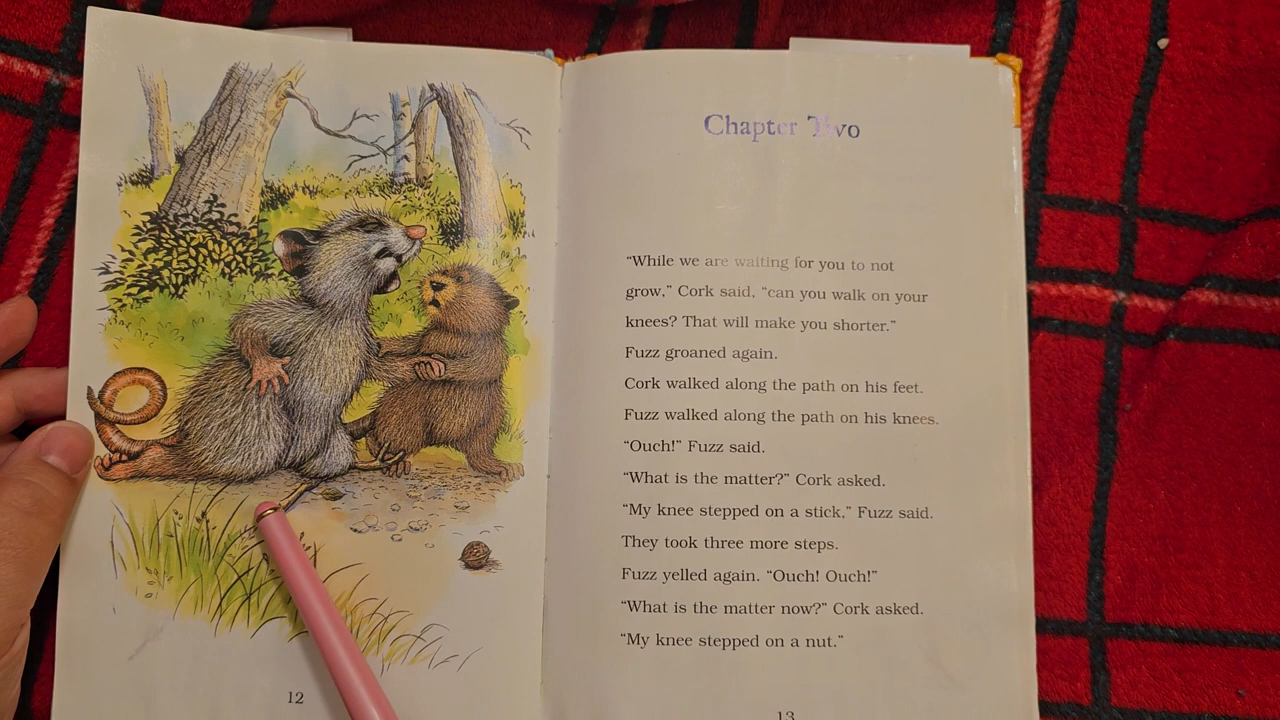 12
Chapter Two
“While we are waiting for you to not
grow,” Cork said, “can you walk on your
knees? That will make you shorter.”
Fuzz groaned again.
Cork walked along the path on his feet.
Fuzz walked along the path on his knees.
“Ouch!” Fuzz said.
“What is the matter?” Cork asked.
“My knee stepped on a stick,” Fuzz said.
They took three more steps.
Fuzz yelled again. “Ouch! Ouch!”
“What is the matter now?” Cork asked.
“My knee stepped on a nut.”
13